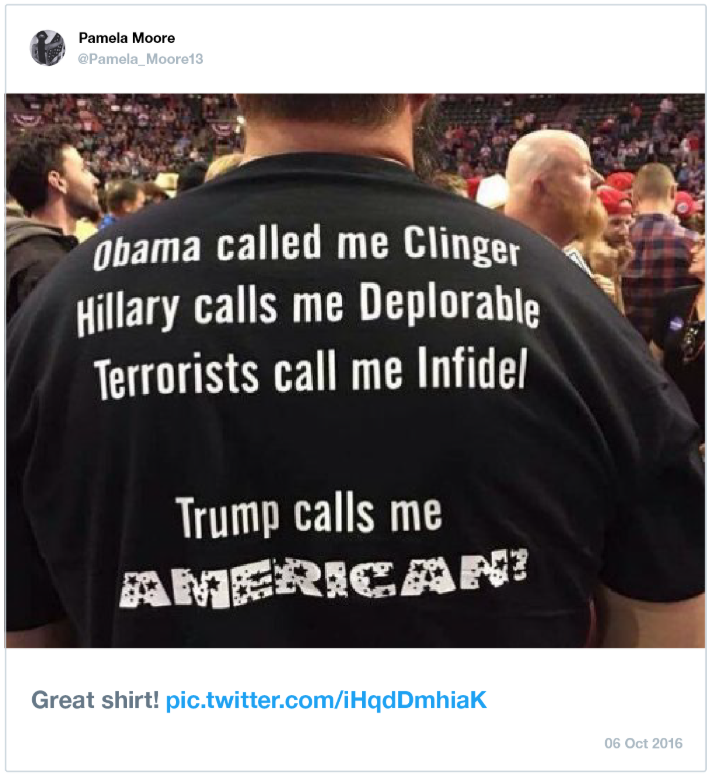 Pamela Moore
@Pamela_Moore13
Obama called me Clinger
Hillary calls me Deplorable
Terrorists call me Infidel
Trump calls me
AMERICAN!
Great shirt! pic.twitter.com/iHqdDmhiaK
06 Oct 2016